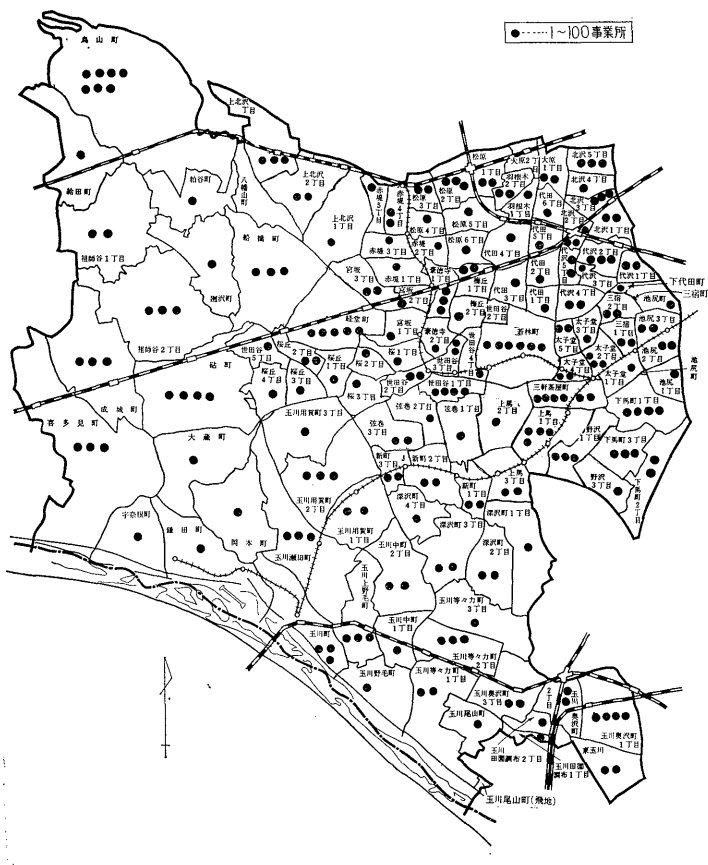 ●-----1～100事業所
烏山町
上北沢
1丁目
給田町
粕谷町
八幡山町
上北沢
2丁目
上北沢
1丁目
船橋町
祖師谷1丁目
廻沢町
祖師谷2丁目
砧町
成城町
喜多見町
大蔵町
宇奈根町
鎌田町
岡本町
玉川瀬田町
赤堤
5丁目
赤堤4丁目
松原
3丁目
松原
2丁目
松原
1丁目
大原2丁目
大原
1丁目
北沢5丁目
北沢4丁目
羽根木
2丁目
羽根木
1丁目
代田
6丁目
北沢
3丁目
北沢
2丁目
北沢1丁目
松原4丁目
松原5丁目
松原6丁目
赤堤3丁目
赤堤
2丁目
赤堤1丁目
代田
5丁目
代田4丁目
代田
3丁目
代田
2丁目
代田
1丁目
代沢5丁目
代沢2丁目
代沢
3丁目
代沢1丁目
代沢4丁目
下代田町
三宿町
池尻町
宮坂
3丁目
宮坂
2丁目
宮坂
1丁目
豪徳寺
1丁目
豪徳寺
2丁目
梅丘
1丁目
梅丘
2丁目
世田谷
2丁目
若林町
経堂町
世田谷
5丁目
桜丘
2丁目
桜丘
1丁目
桜丘
4丁目
桜丘
3丁目
桜1丁目
桜2丁目
桜3丁目
世田谷
3丁目
世田谷4丁目
世田谷
2丁目
世田谷1丁目
太子堂
3丁目
太子堂
5丁目
太子堂
4丁目
太子堂
2丁目
太子堂
1丁目
三宿
2丁目
三宿
1丁目
池尻3丁目
池尻
2丁目
池尻
1丁目
池尻町
三軒茶屋町
上馬
2丁目
上馬
1丁目
上馬
3丁目
下馬町1丁目
下馬町3丁目
下馬町2丁目
野沢
1丁目
野沢
3丁目
弦巻
3丁目
弦巻2丁目
弦巻1丁目
新町
3丁目
新町2丁目
新町
1丁目
玉川用賀町3丁目
玉川用賀町
2丁目
玉川用賀町
1丁目
深沢町
4丁目
深沢町3丁目
深沢町1丁目
深沢町
2丁目
玉川中町
2丁目
玉川中町
1丁目
玉川上野毛町
玉川町
玉川野毛町
玉川等々力町
3丁目
玉川等々力町
2丁目
玉川等々力町
1丁目
玉川奥沢町
3丁目
玉川尾山町
2丁目
玉川
奥沢町
玉川奥沢町
1丁目
東玉川
玉川
田園調布2丁目
玉川田園
調布1丁目
玉川尾山町(飛地)